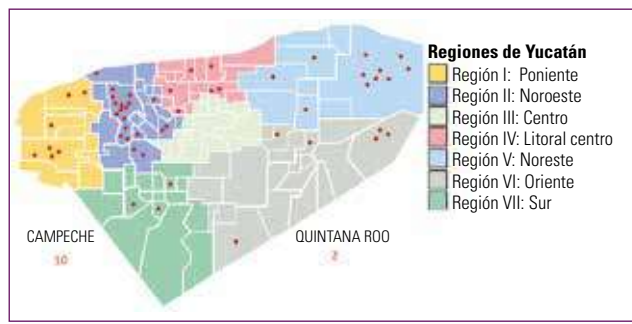 Regiones de Yucatán
Región I: Poniente
Región II: Noroeste
Región III: Centro
Región IV: Litoral centro
Región V: Noreste
Región VI: Oriente
Región VII: Sur
CAMPECHE
10
QUINTANA ROO
2